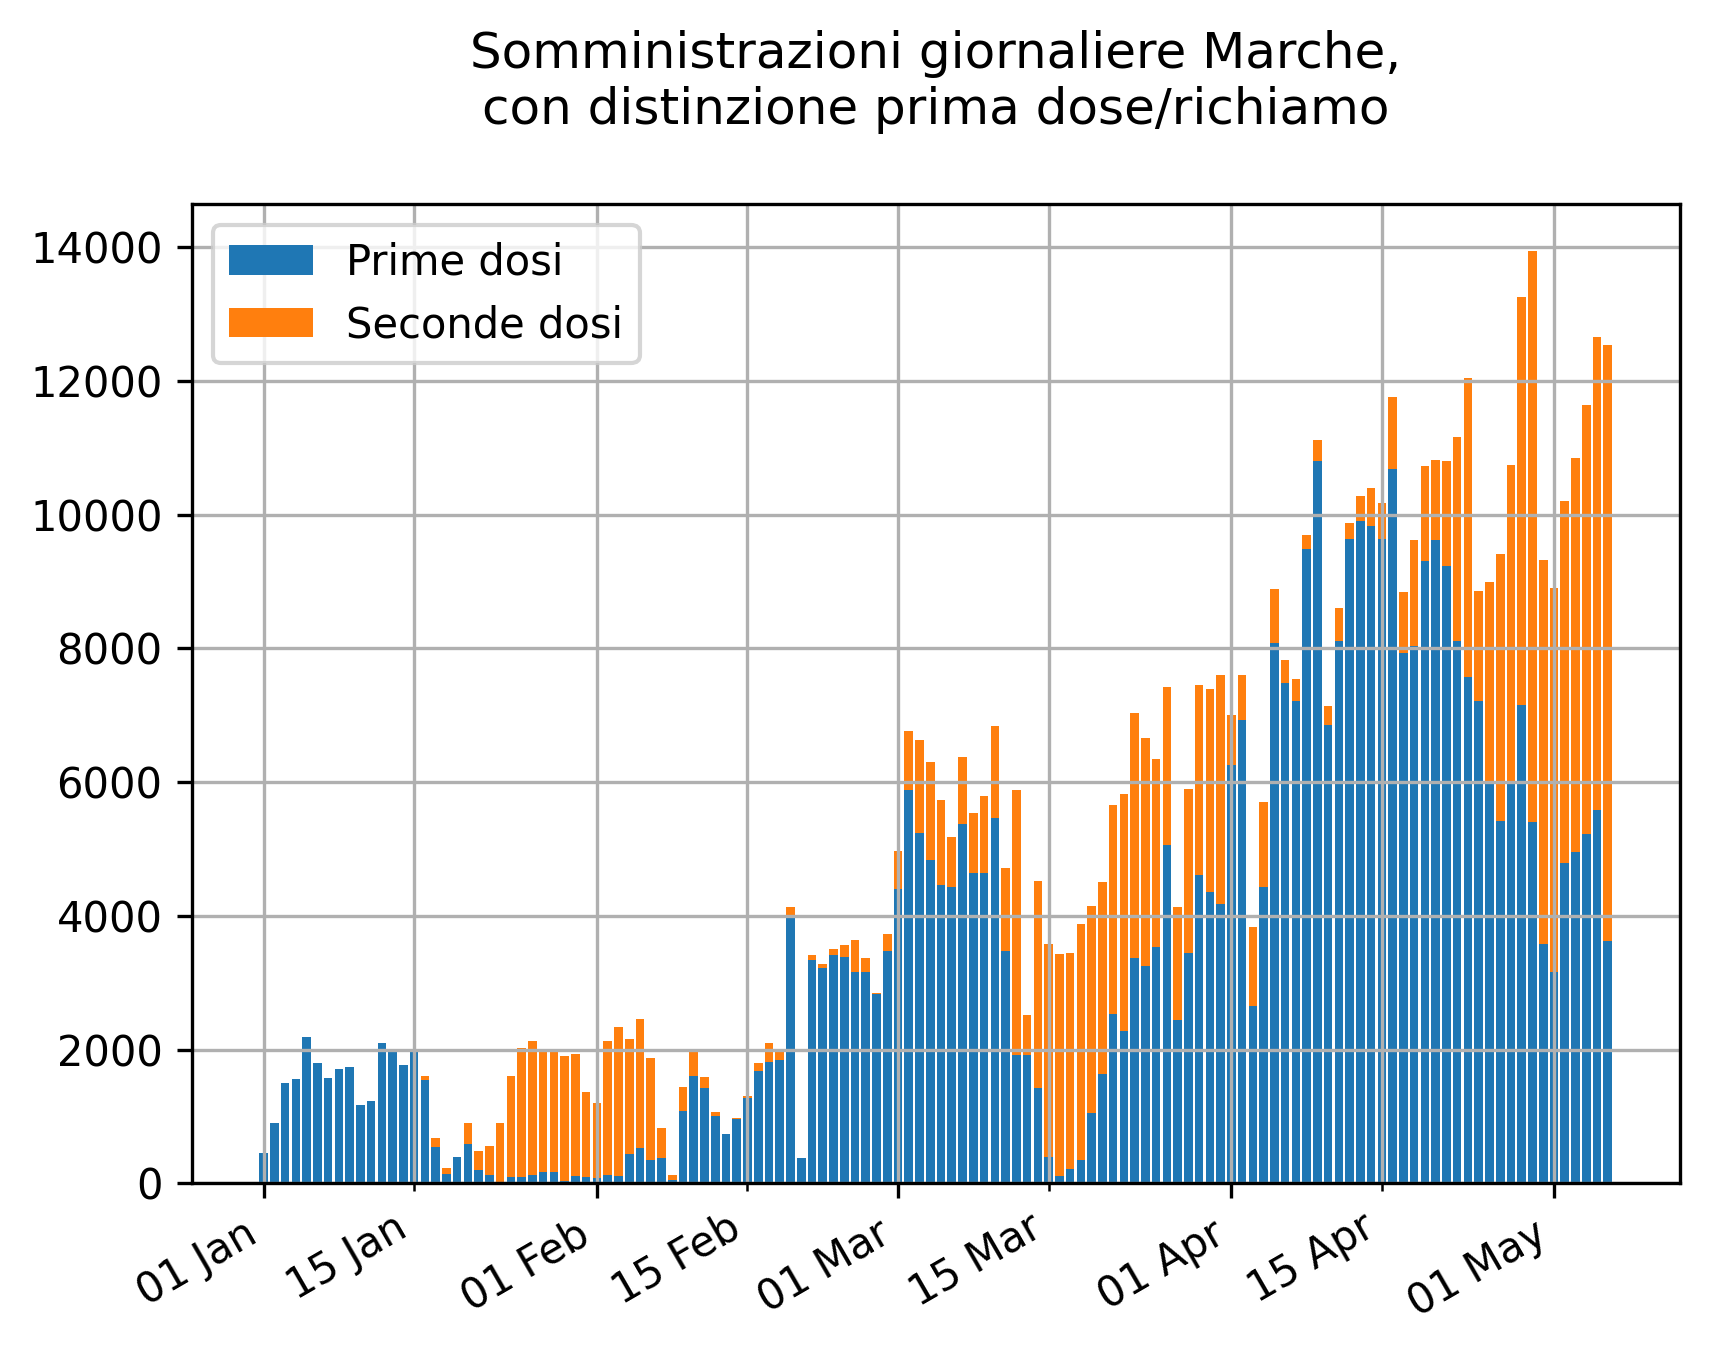 Somministrazioni giornaliere Marche,
con distinzione prima dose/richiamo
Prime dosi
Seconde dosi
14000
12000
10000
8000
6000
4000
2000
0
01 Jan
15 Jan
01 Feb
15 Feb
01 Mar
15 Mar
01 Apr
15 Apr
01 May